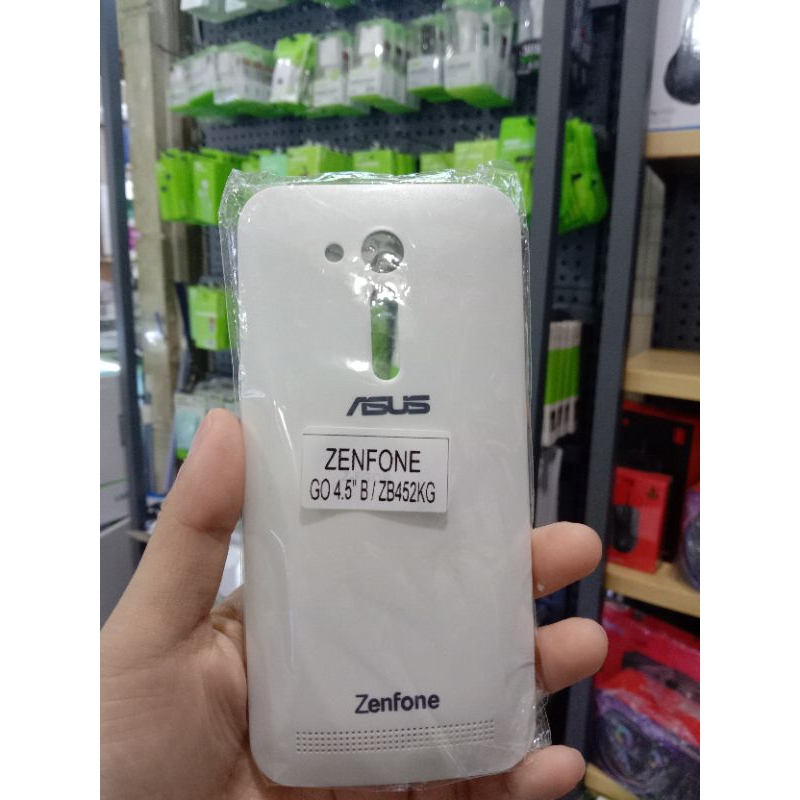 ASUS
ZENFONE
GO 4.5" B / ZB452KG
Zenfone